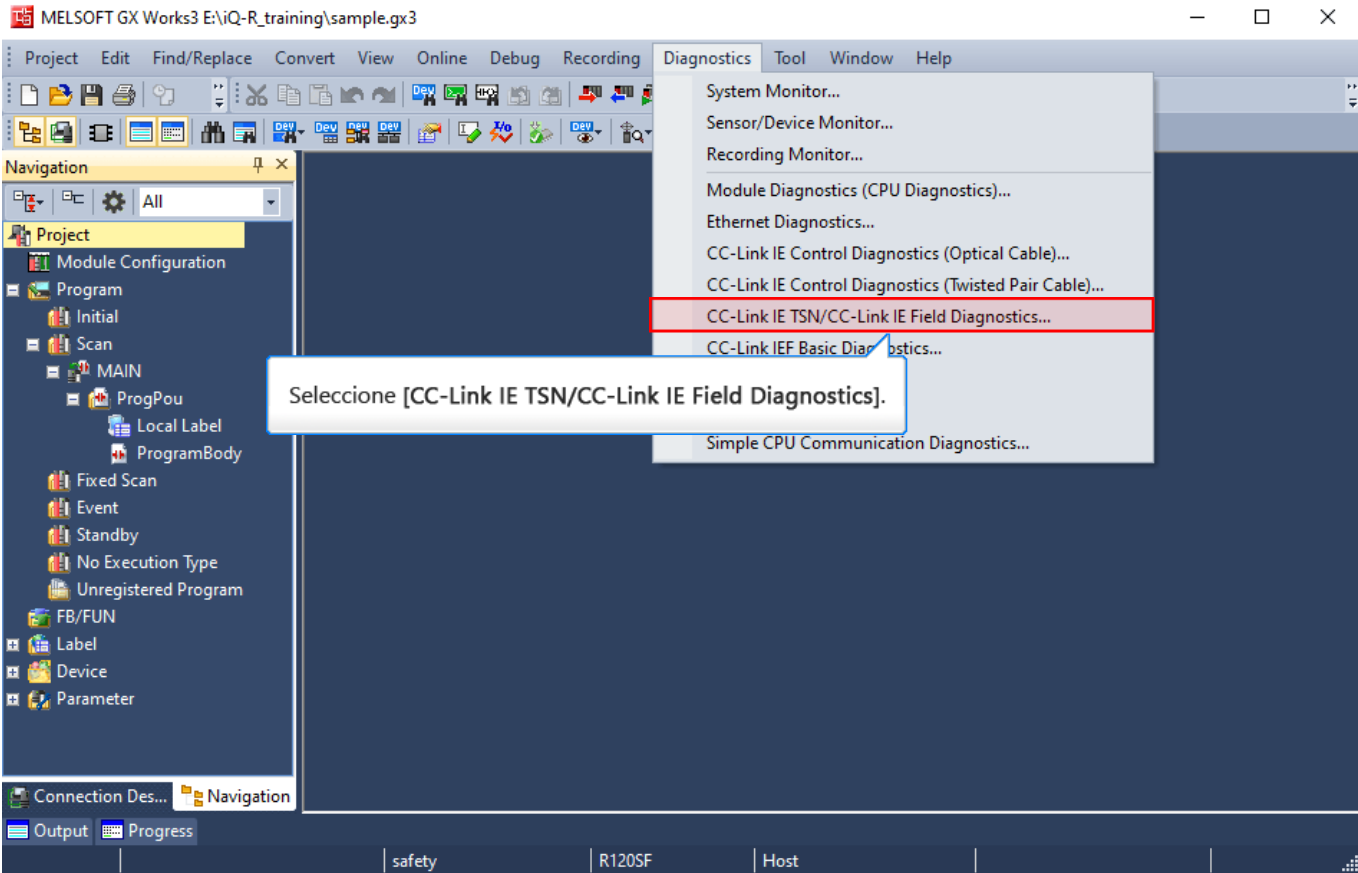 MELSOFT GX Works3 E:\iQ-R_training\sample.gx3
Project Edit Find/Replace Convert View Online Debug Recording Diagnostics Tool Window Help
System Monitor...
Sensor/Device Monitor...
Recording Monitor...
Module Diagnostics (CPU Diagnostics)...
Ethernet Diagnostics...
CC-Link IE Control Diagnostics (Optical Cable)...
CC-Link IE Control Diagnostics (Twisted Pair Cable)...
CC-Link IE TSN/CC-Link IE Field Diagnostics...
CC-Link IEF Basic Diagnostics...
Seleccione [CC-Link IE TSN/CC-Link IE Field Diagnostics].
Simple CPU Communication Diagnostics...
Navigation
All
Project
Module Configuration
Program
Initial
Scan
MAIN
ProgPou
Local Label
ProgramBody
Fixed Scan
Event
Standby
No Execution Type
Unregistered Program
FB/FUN
Label
Device
Parameter
Connection Des... Navigation
Output Progress
safety R120SF Host